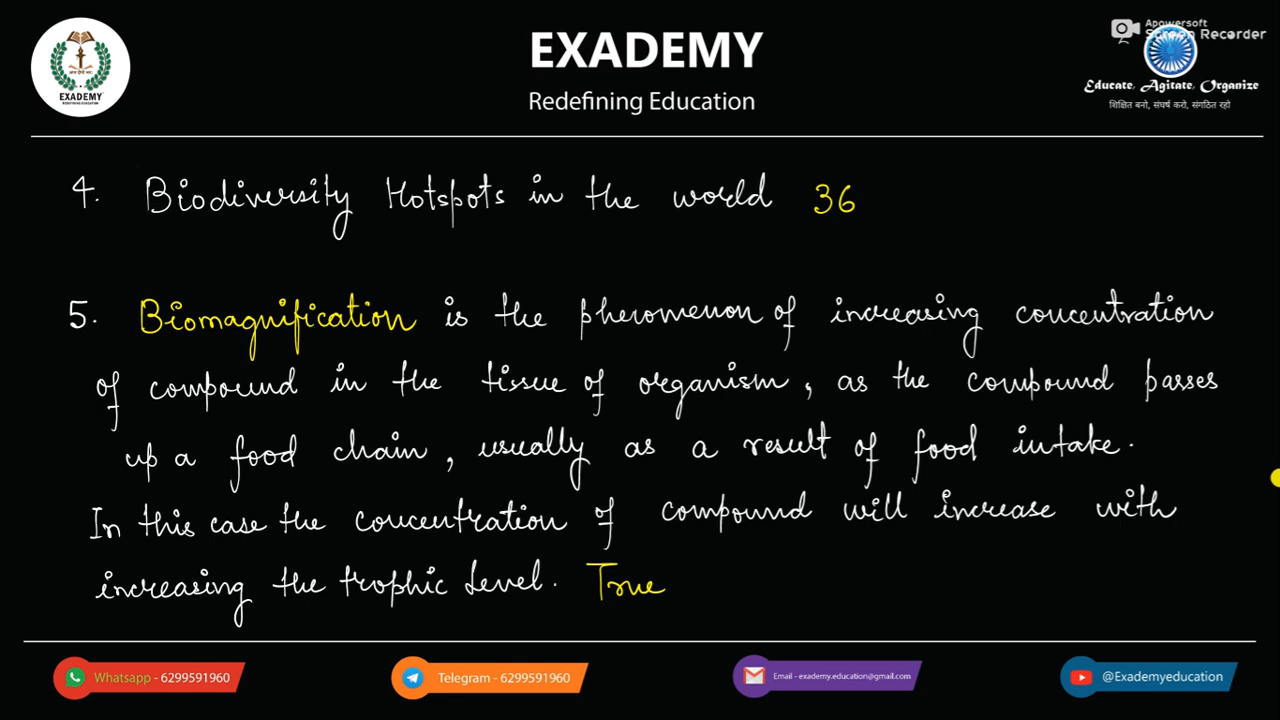 EXADEMY
Redefining Education
EXADEMY
REDEFINING EDUCATION
Apowersoft
Screen Recorder
Educate, Agitate, Organize
शिक्षित बनो, संघर्ष करो, संगठित रहो
4. Biodiversity Hotspots in the world 36
5. Biomagnification is the phenomenon of increasing concentration
of compound in the tissue of organism, as the compound passes
up a food chain, usually as a result of food intake.
In this case the concentration of compound will increase with
increasing the trophic level. True
Whatsapp - 6299591960
Telegram - 6299591960
Email - exademy.education@gmail.com
@Exademyeducation